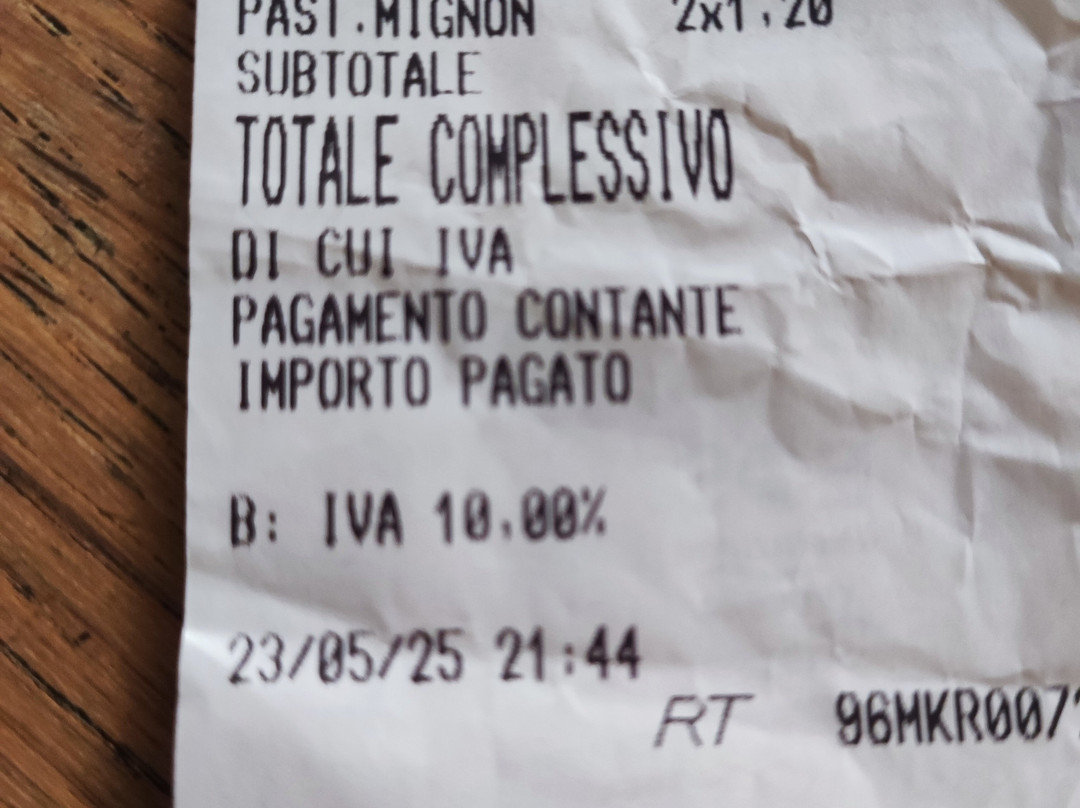 PAST.MIGNON 2x1,20
SUBTOTALE
TOTALE COMPLESSIVO
DI CUI IVA
PAGAMENTO CONTANTE
IMPORTO PAGATO
B: IVA 10,00%
23/05/25 21:44
RT 96MKR007